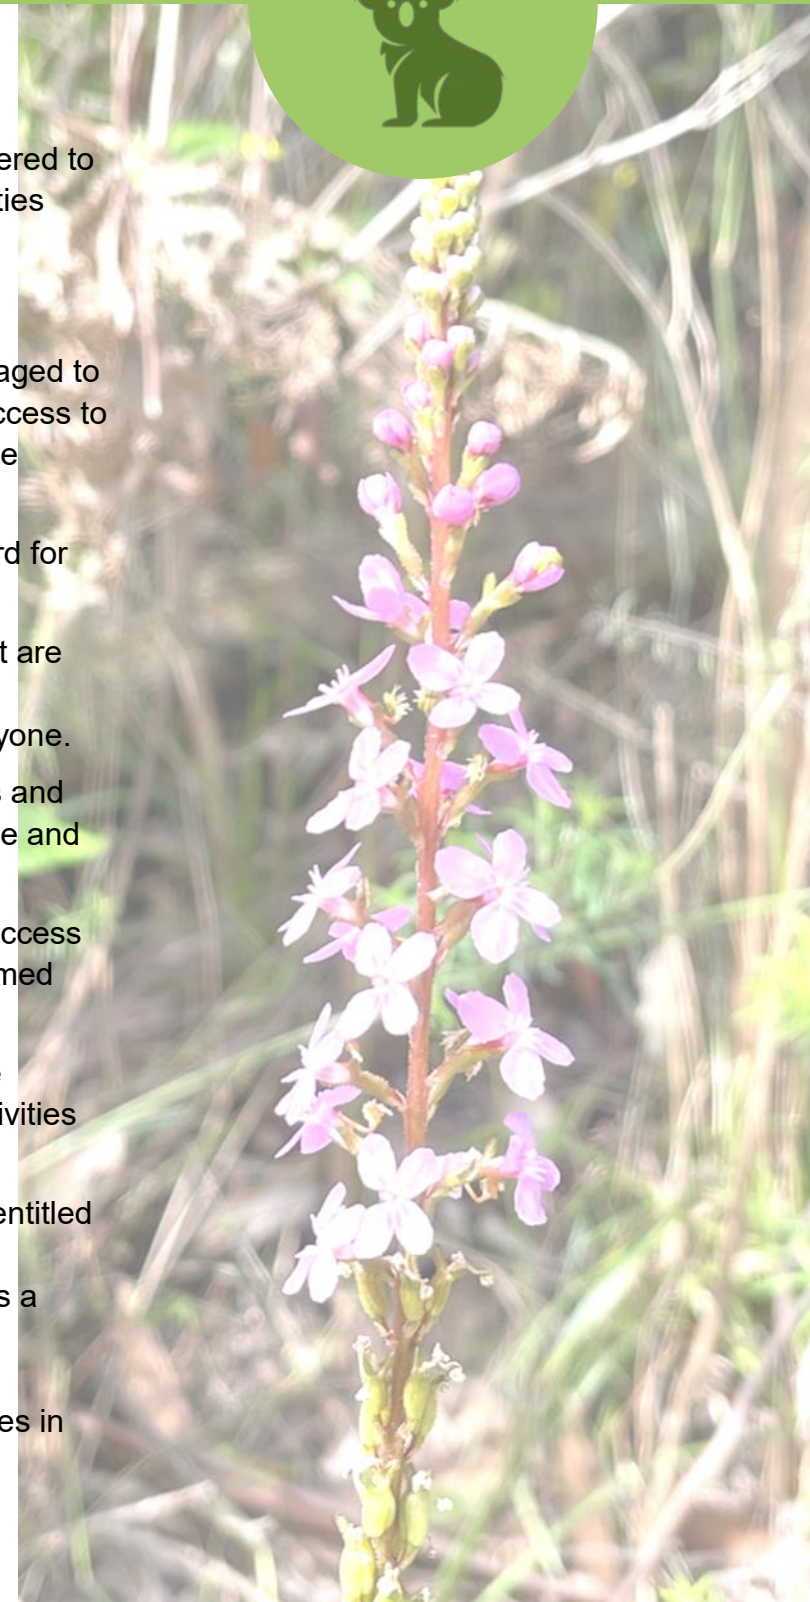 ered to
ties
aged to
ccess to
e
rd for
t are
yone.
s and
e and
ccess
med
e
ivities
entitled
s a
es in